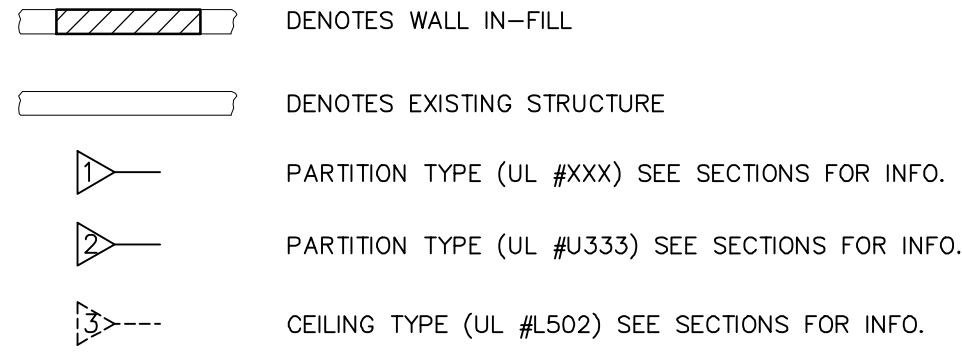 DENOTES WALL IN-FILL
DENOTES EXISTING STRUCTURE
1 PARTITION TYPE (UL #XXX) SEE SECTIONS FOR INFO.
2 PARTITION TYPE (UL #U333) SEE SECTIONS FOR INFO.
3 CEILING TYPE (UL #L502) SEE SECTIONS FOR INFO.